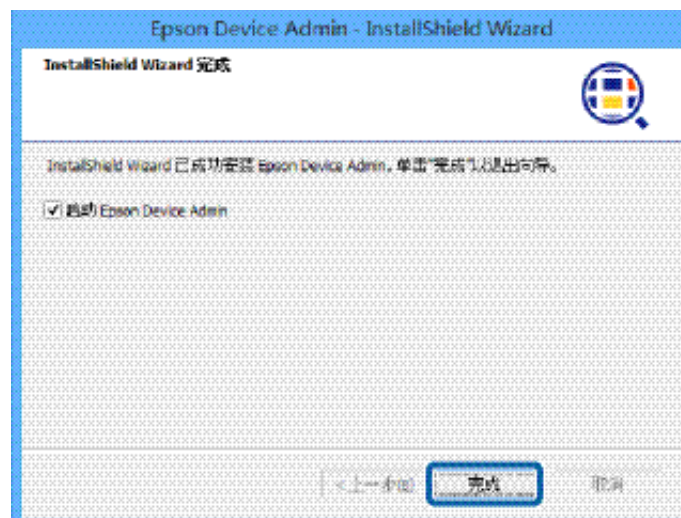 Epson Device Admin - InstallShield Wizard
InstallShield Wizard 完成
InstallShield Wizard 已成功安装 Epson Device Admin。单击"完成"以退出向导。
启动 Epson Device Admin
<上一步(B)
完成
取消